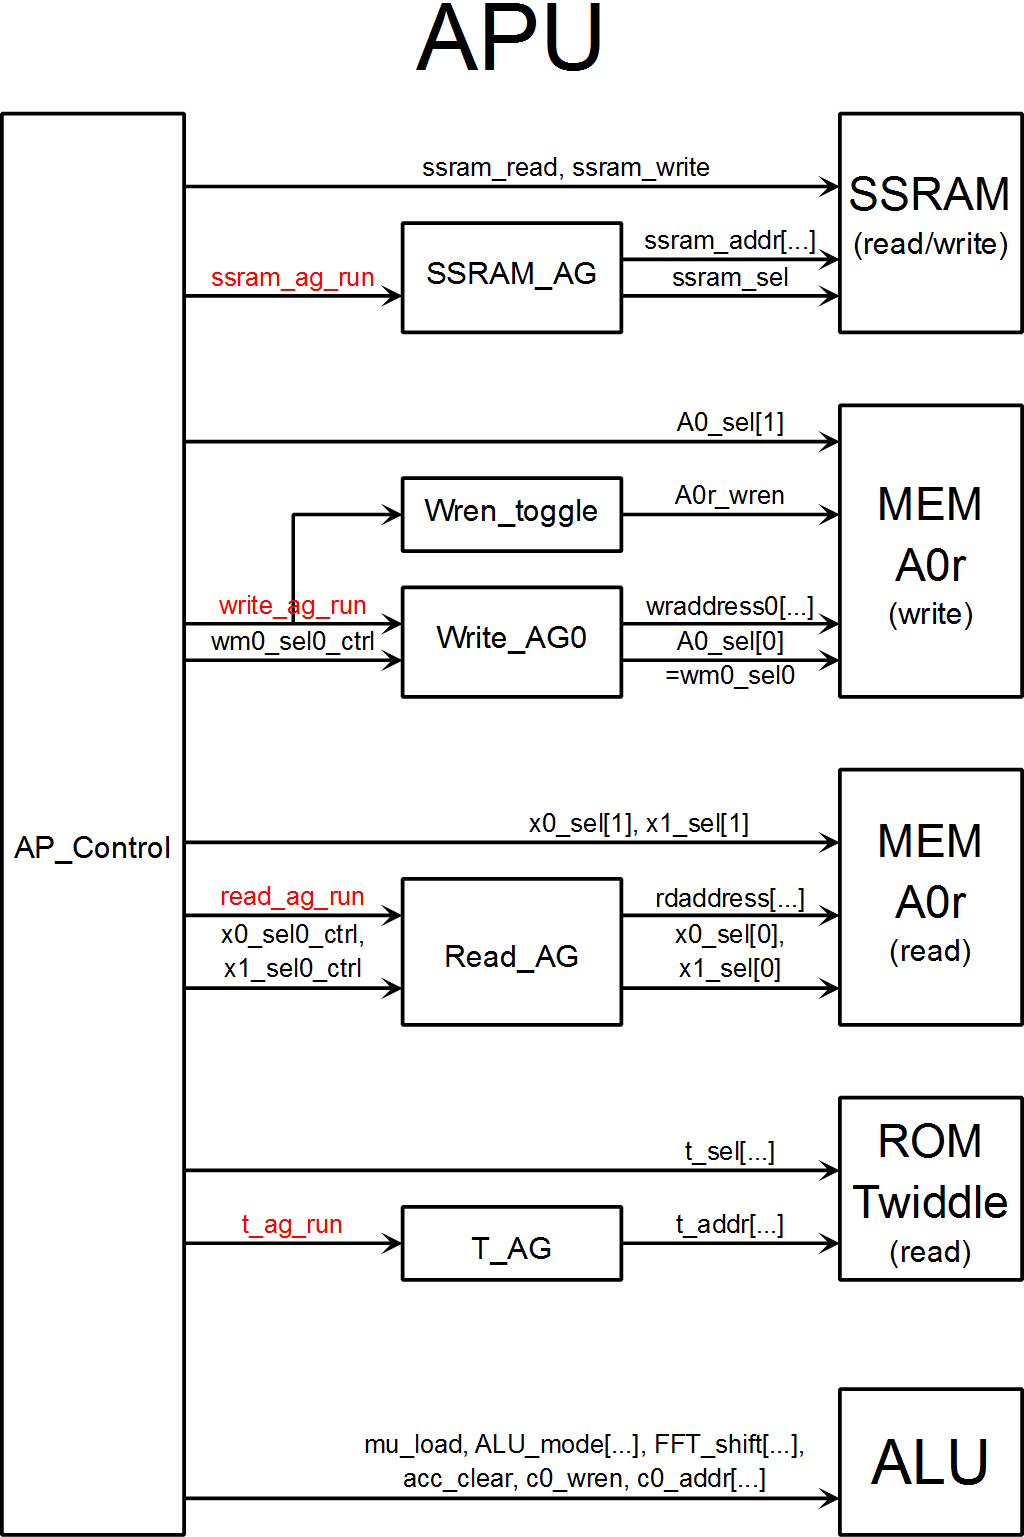 APU
ssram_read, ssram_write
SSRAM
(read/write)
ssram_addr[...]
ssram_ag_run
SSRAM_AG
ssram_sel
A0_sel[1]
MEM
A0r
(write)
A0r_wren
Wren_toggle
write_ag_run
wraddress0[...]
wm0_sel0_ctrl
Write_AG0
A0_sel[0]
=wm0_sel0
AP_Control
x0_sel[1], x1_sel[1]
MEM
A0r
(read)
read_ag_run
rdaddress[...]
x0_sel0_ctrl,
x1_sel0_ctrl
Read_AG
x0_sel[0],
x1_sel[0]
t_sel[...]
ROM
Twiddle
(read)
t_ag_run
T_AG
t_addr[...]
mu_load, ALU_mode[...], FFT_shift[...],
acc_clear, c0_wren, c0_addr[...]
ALU